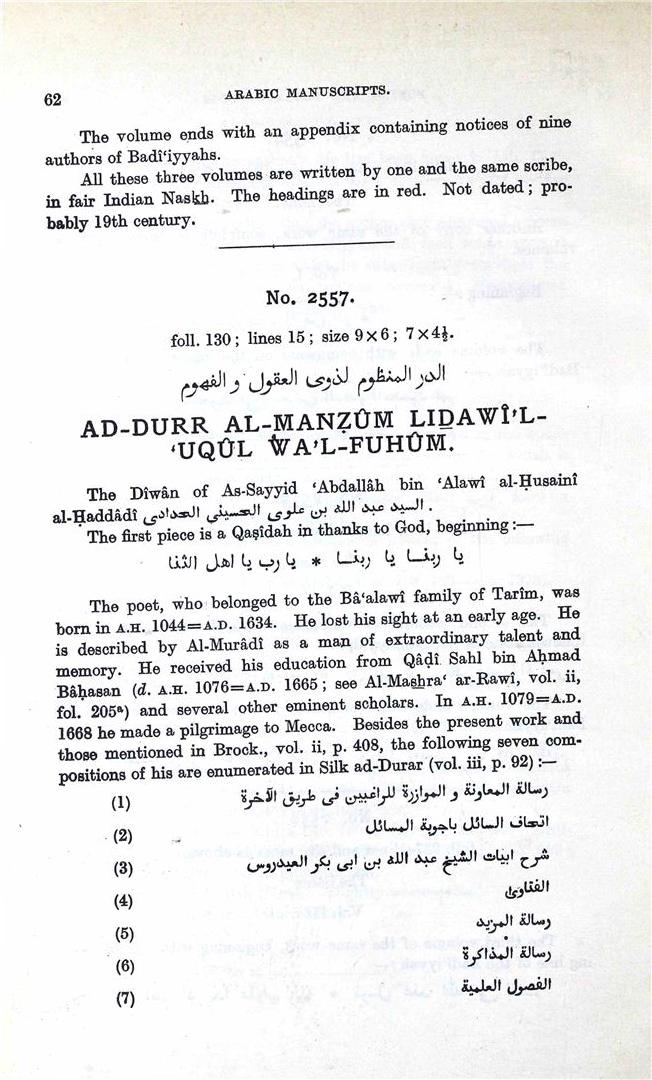 62
ARABIC MANUSCRIPTS.
The volume ends with an appendix containing notices of nine
authors of Badî‘iyyahs.
All these three volumes are written by one and the same scribe,
in fair Indian Naskh. The headings are in red. Not dated; pro-
bably 19th century.
No. 2557.
foll. 130; lines 15; size 9×6; 7×4½.
الدر المنظوم لذوى العقول و الفهوم
AD-DURR AL-MANẒÛM LIḎAWÎ’L-
‘UQÛL WA’L-FUHÛM.
The Dîwân of As-Sayyid ‘Abdallâh bin ‘Alawî al-Ḥusainî
al-Ḥaddâdî السيد عبد الله بن علوى الحسينى الحدادى .
The first piece is a Qaṣîdah in thanks to God, beginning:—
يا ربنا يا ربنا * يا رب يا اهل الثنا
The poet, who belonged to the Bâ‘alawî family of Tarîm, was
born in A.H. 1044=A.D. 1634. He lost his sight at an early age. He
is described by Al-Murâdî as a man of extraordinary talent and
memory. He received his education from Qâḍî Sahl bin Aḥmad
Bâḥasan (d. A.H. 1076=A.D. 1665; see Al-Mashra‘ ar-Rawî, vol. ii,
fol. 205ᵃ) and several other eminent scholars. In A.H. 1079=A.D.
1668 he made a pilgrimage to Mecca. Besides the present work and
those mentioned in Brock., vol. ii, p. 408, the following seven com-
positions of his are enumerated in Silk ad-Durar (vol. iii, p. 92):—
(1) رسالة المعاونة و الموازرة للراغبين فى طريق الآخرة
(2) اتحاف السائل باجوبة المسائل
(3) شرح ابيات الشيخ عبد الله بن ابى بكر العيدروس
(4) الفتاوىٰ
(5) رسالة المريد
(6) رسالة المذاكرة
(7) الفصول العلمية